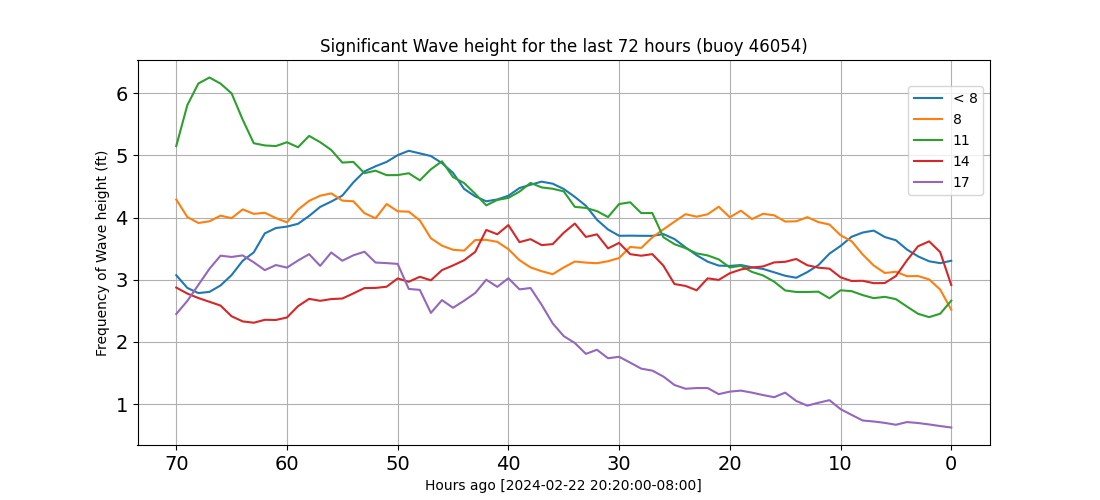 Significant Wave height for the last 72 hours (buoy 46054)
Frequency of Wave height (ft)
6
5
4
3
2
1
< 8
8
11
14
17
70 60 50 40 30 20 10 0
Hours ago [2024-02-22 20:20:00-08:00]